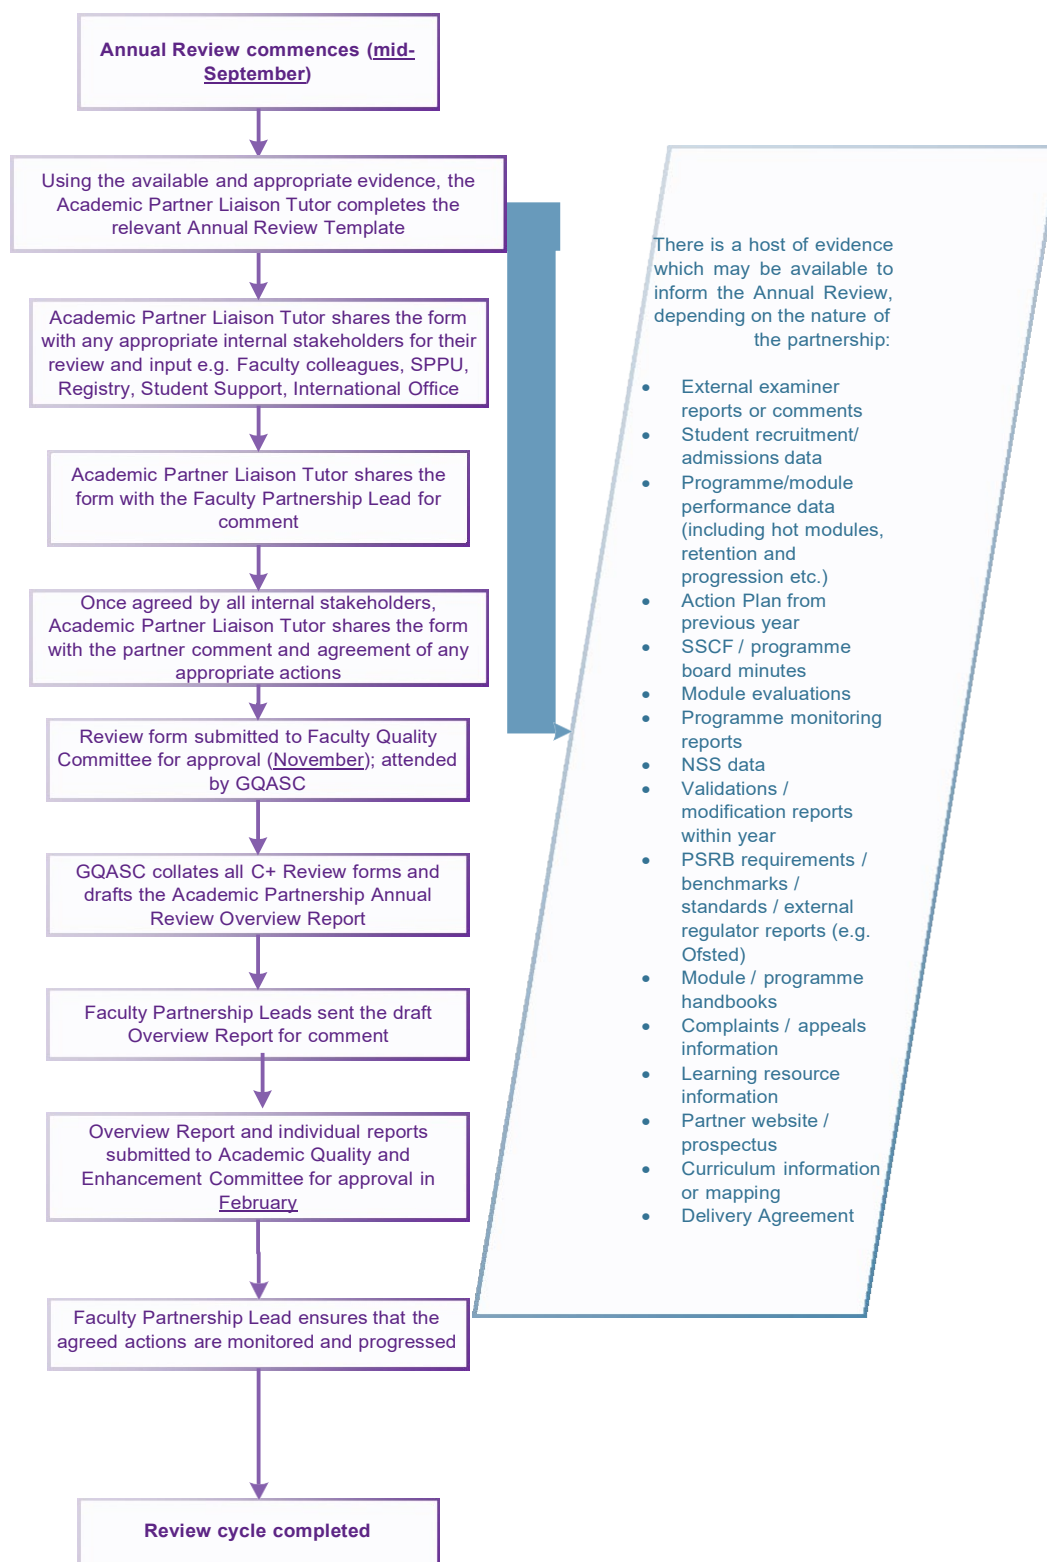 Annual Review commences (mid-
September)
Using the available and appropriate evidence, the
Academic Partner Liaison Tutor completes the
relevant Annual Review Template
Academic Partner Liaison Tutor shares the form
with any appropriate internal stakeholders for their
review and input e.g. Faculty colleagues, SPPU,
Registry, Student Support, International Office
Academic Partner Liaison Tutor shares the
form with the Faculty Partnership Lead for
comment
Once agreed by all internal stakeholders,
Academic Partner Liaison Tutor shares the form
with the partner comment and agreement of any
appropriate actions
Review form submitted to Faculty Quality
Committee for approval (November); attended
by GQASC
GQASC collates all C+ Review forms and
drafts the Academic Partnership Annual
Review Overview Report
Faculty Partnership Leads sent the draft
Overview Report for comment
Overview Report and individual reports
submitted to Academic Quality and
Enhancement Committee for approval in
February
Faculty Partnership Lead ensures that the
agreed actions are monitored and progressed
Review cycle completed
There is a host of evidence
which may be available to
inform the Annual Review,
depending on the nature of
the partnership:
• External examiner
reports or comments
• Student recruitment/
admissions data
• Programme/module
performance data
(including hot modules,
retention and
progression etc.)
• Action Plan from
previous year
• SSCF / programme
board minutes
• Module evaluations
• Programme monitoring
reports
• NSS data
• Validations /
modification reports
within year
• PSRB requirements /
benchmarks /
standards / external
regulator reports (e.g.
Ofsted)
• Module / programme
handbooks
• Complaints / appeals
information
• Learning resource
information
• Partner website /
prospectus
• Curriculum information
or mapping
• Delivery Agreement